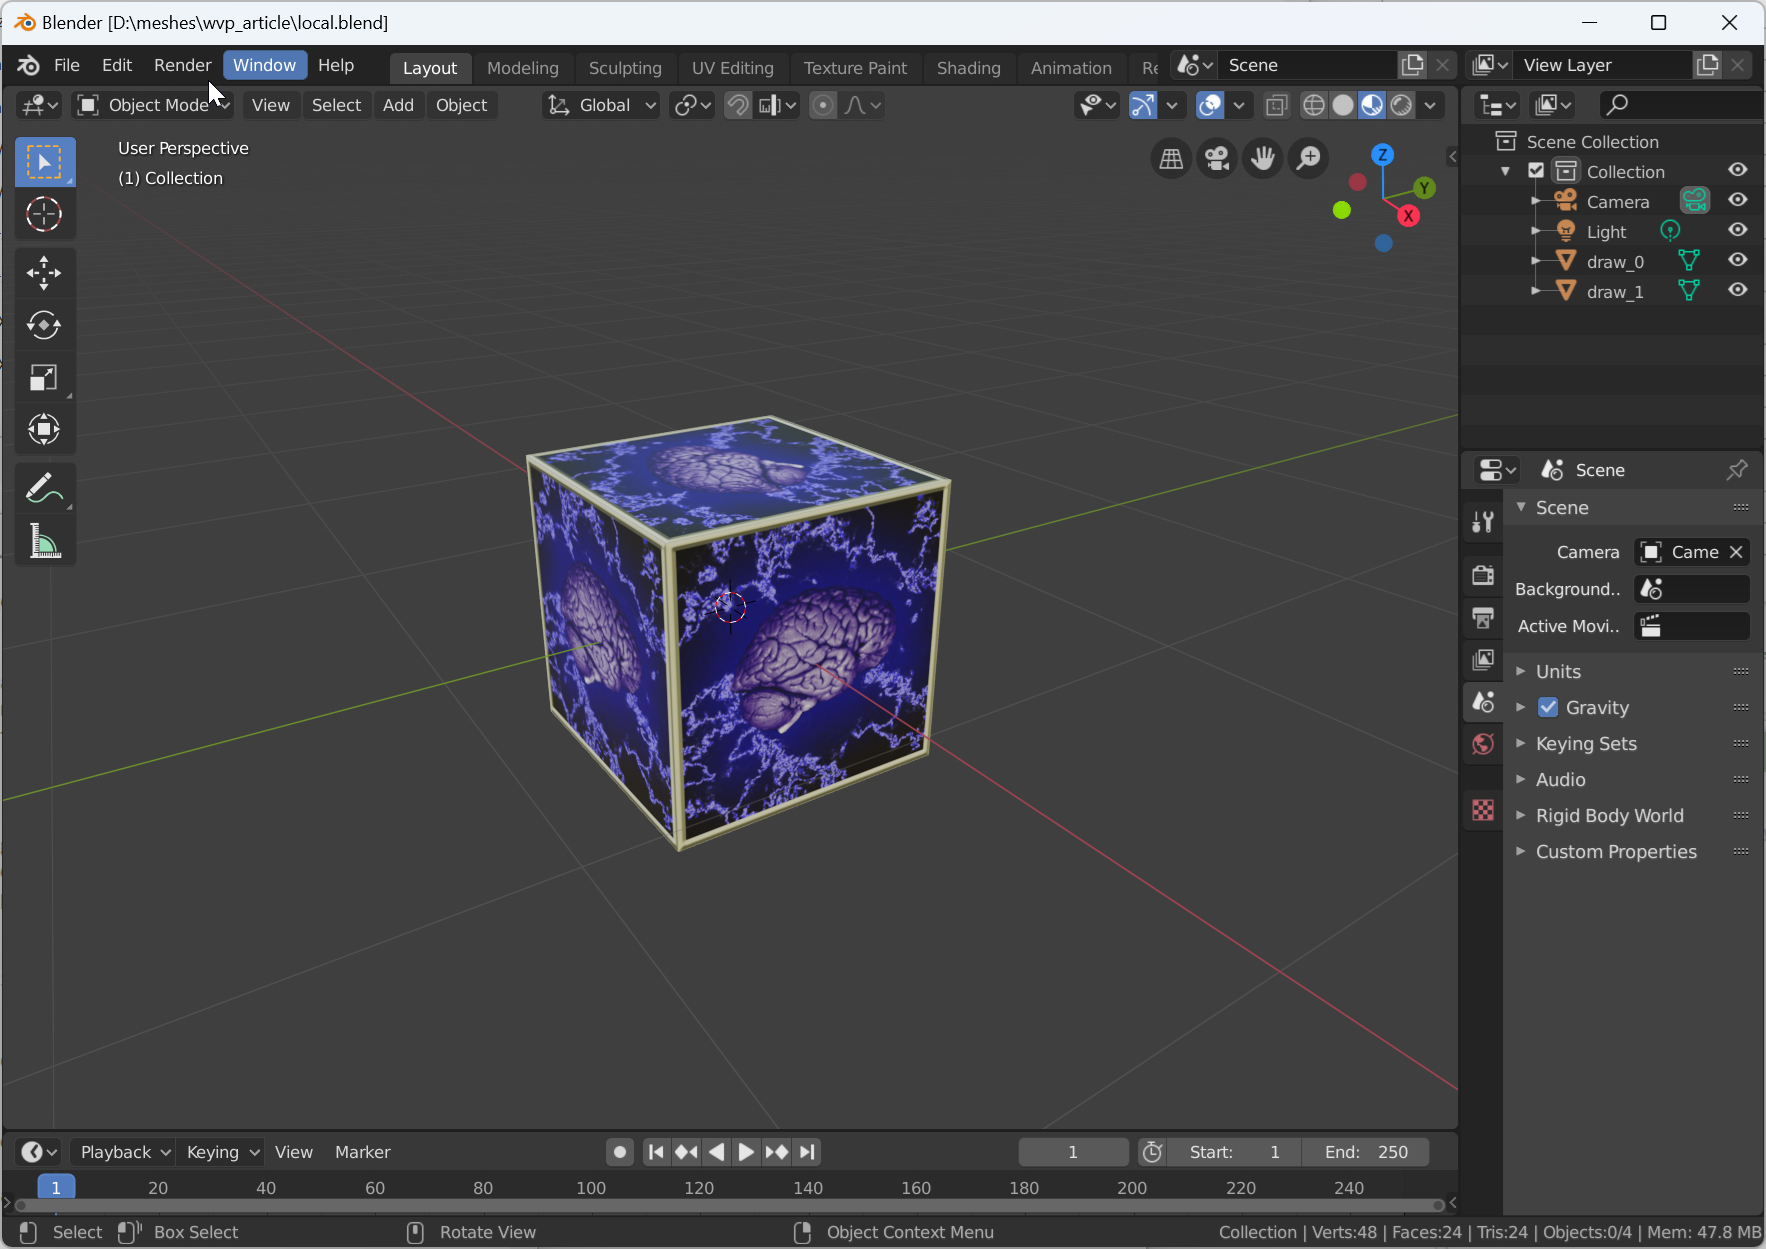 Blender [D:\meshes\wvp_article\local.blend]
File Edit Render Window Help Layout Modeling Sculpting UV Editing Texture Paint Shading Animation Re Scene View Layer
Object Mode View Select Add Object Global
User Perspective
(1) Collection
Z
Y
X
Scene Collection
Collection
Camera
Light
draw_0
draw_1
Scene
Scene
Camera Came
Background..
Active Movi..
Units
Gravity
Keying Sets
Audio
Rigid Body World
Custom Properties
Playback Keying View Marker 1 Start: 1 End: 250
1 20 40 60 80 100 120 140 160 180 200 220 240
Select Box Select Rotate View Object Context Menu Collection | Verts:48 | Faces:24 | Tris:24 | Objects:0/4 | Mem: 47.8 MB